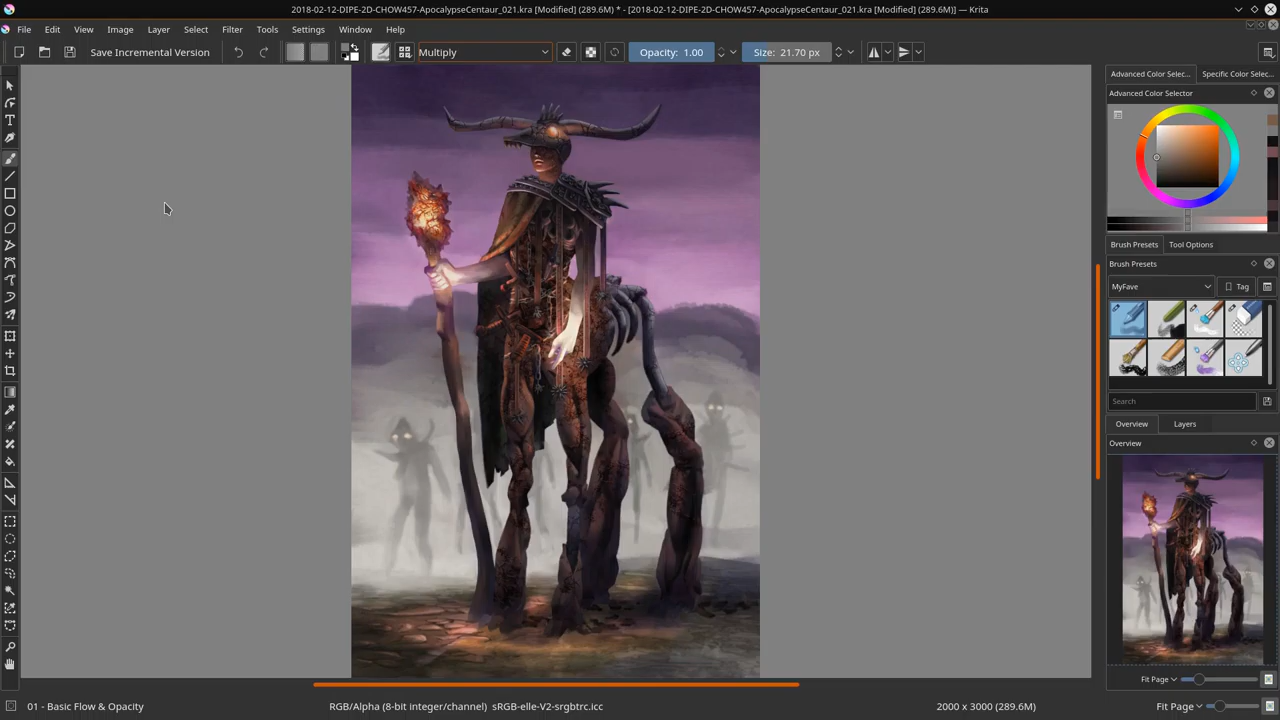 2018-02-12-DIPE-2D-CHOW457-ApocalypseCentaur_021.kra [Modified] (289.6M) * - [2018-02-12-DIPE-2D-CHOW457-ApocalypseCentaur_021.kra [Modified] (289.6M)] — Krita
File Edit View Image Layer Select Filter Tools Settings Window Help
Save Incremental Version Multiply Opacity: 1.00 Size: 21.70 px
Advanced Color Selec... Specific Color Selec...
Advanced Color Selector
Brush Presets Tool Options
Brush Presets
MyFave Tag
Search
Overview Layers
Overview
Fit Page
01 - Basic Flow & Opacity RGB/Alpha (8-bit integer/channel) sRGB-elle-V2-srgbtrc.icc 2000 x 3000 (289.6M) Fit Page